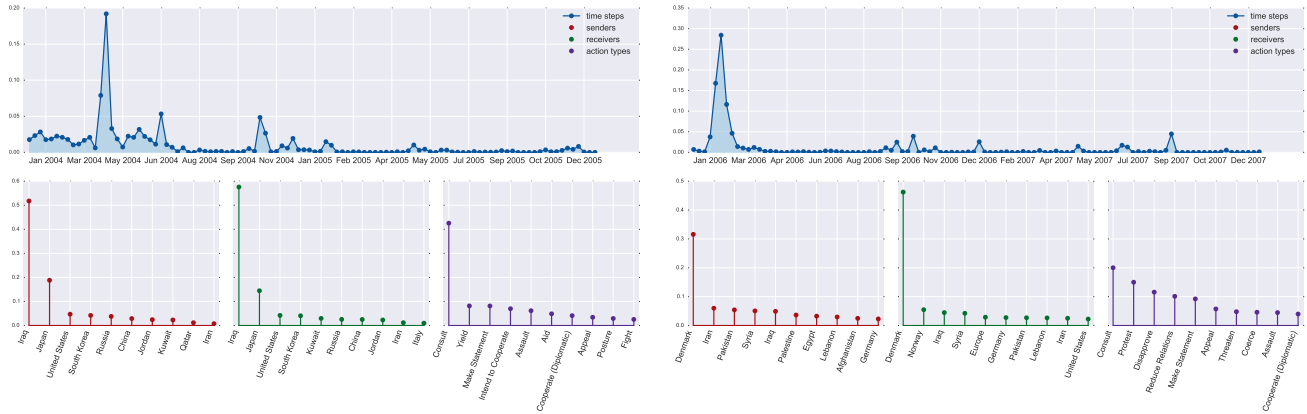 0.20
0.15
0.10
0.05
0.00
time steps
senders
receivers
action types
Jan 2004 Mar 2004 May 2004 Jun 2004 Aug 2004 Sep 2004 Nov 2004 Jan 2005 Feb 2005 Apr 2005 May 2005 Jul 2005 Sep 2005 Oct 2005 Dec 2005
0.35
0.30
0.25
0.20
0.15
0.10
0.05
0.00
time steps
senders
receivers
action types
Jan 2006 Mar 2006 May 2006 Jun 2006 Aug 2006 Sep 2006 Nov 2006 Jan 2007 Feb 2007 Apr 2007 May 2007 Jul 2007 Sep 2007 Oct 2007 Dec 2007
0.6
0.5
0.4
0.3
0.2
0.1
0.0
Iraq
Japan
United States
South Korea
Russia
China
Jordan
Kuwait
Qatar
Iran
Iraq
Japan
United States
South Korea
Kuwait
Russia
China
Jordan
Iran
Italy
Consult
Yield
Make Statement
Intend to Cooperate
Assault
Aid
Cooperate (Diplomatic)
Appeal
Posture
Fight
0.5
0.4
0.3
0.2
0.1
0.0
Denmark
Iran
Pakistan
Syria
Iraq
Palestine
Egypt
Lebanon
Afghanistan
Germany
Denmark
Norway
Iraq
Syria
Europe
Germany
Pakistan
Lebanon
Iran
United States
Consult
Protest
Disapprove
Reduce Relations
Make Statement
Appeal
Threaten
Coerce
Assault
Cooperate (Diplomatic)